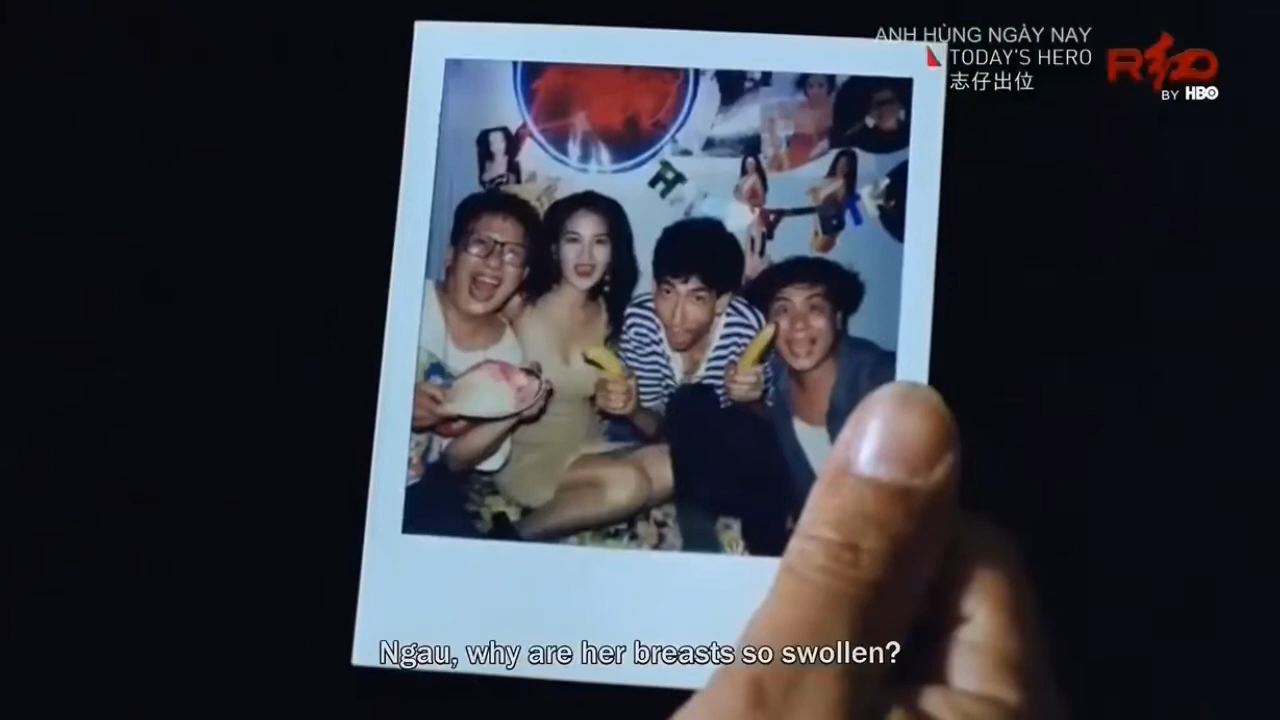 ANH HÙNG NGÀY NAY
TODAY'S HERO
志仔出位
RED
BY HBO
H
Ngau, why are her breasts so swollen?